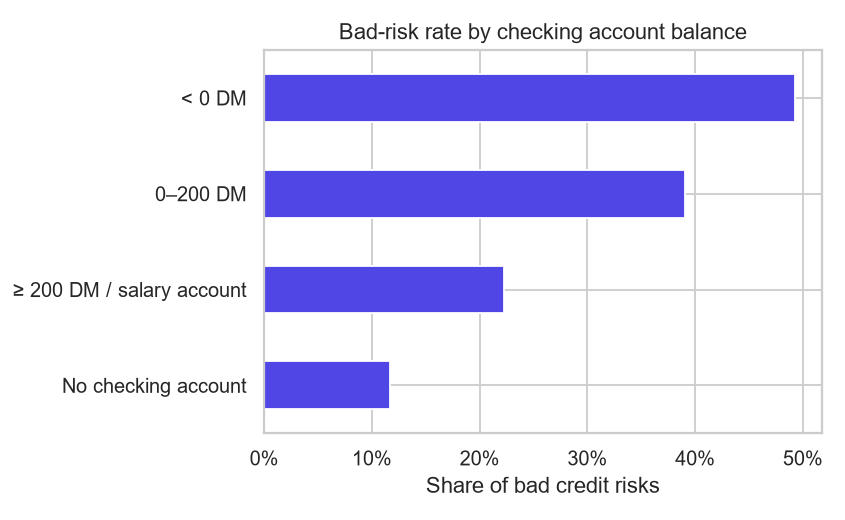 Bad-risk rate by checking account balance
< 0 DM
0–200 DM
≥ 200 DM / salary account
No checking account
0% 10% 20% 30% 40% 50%
Share of bad credit risks